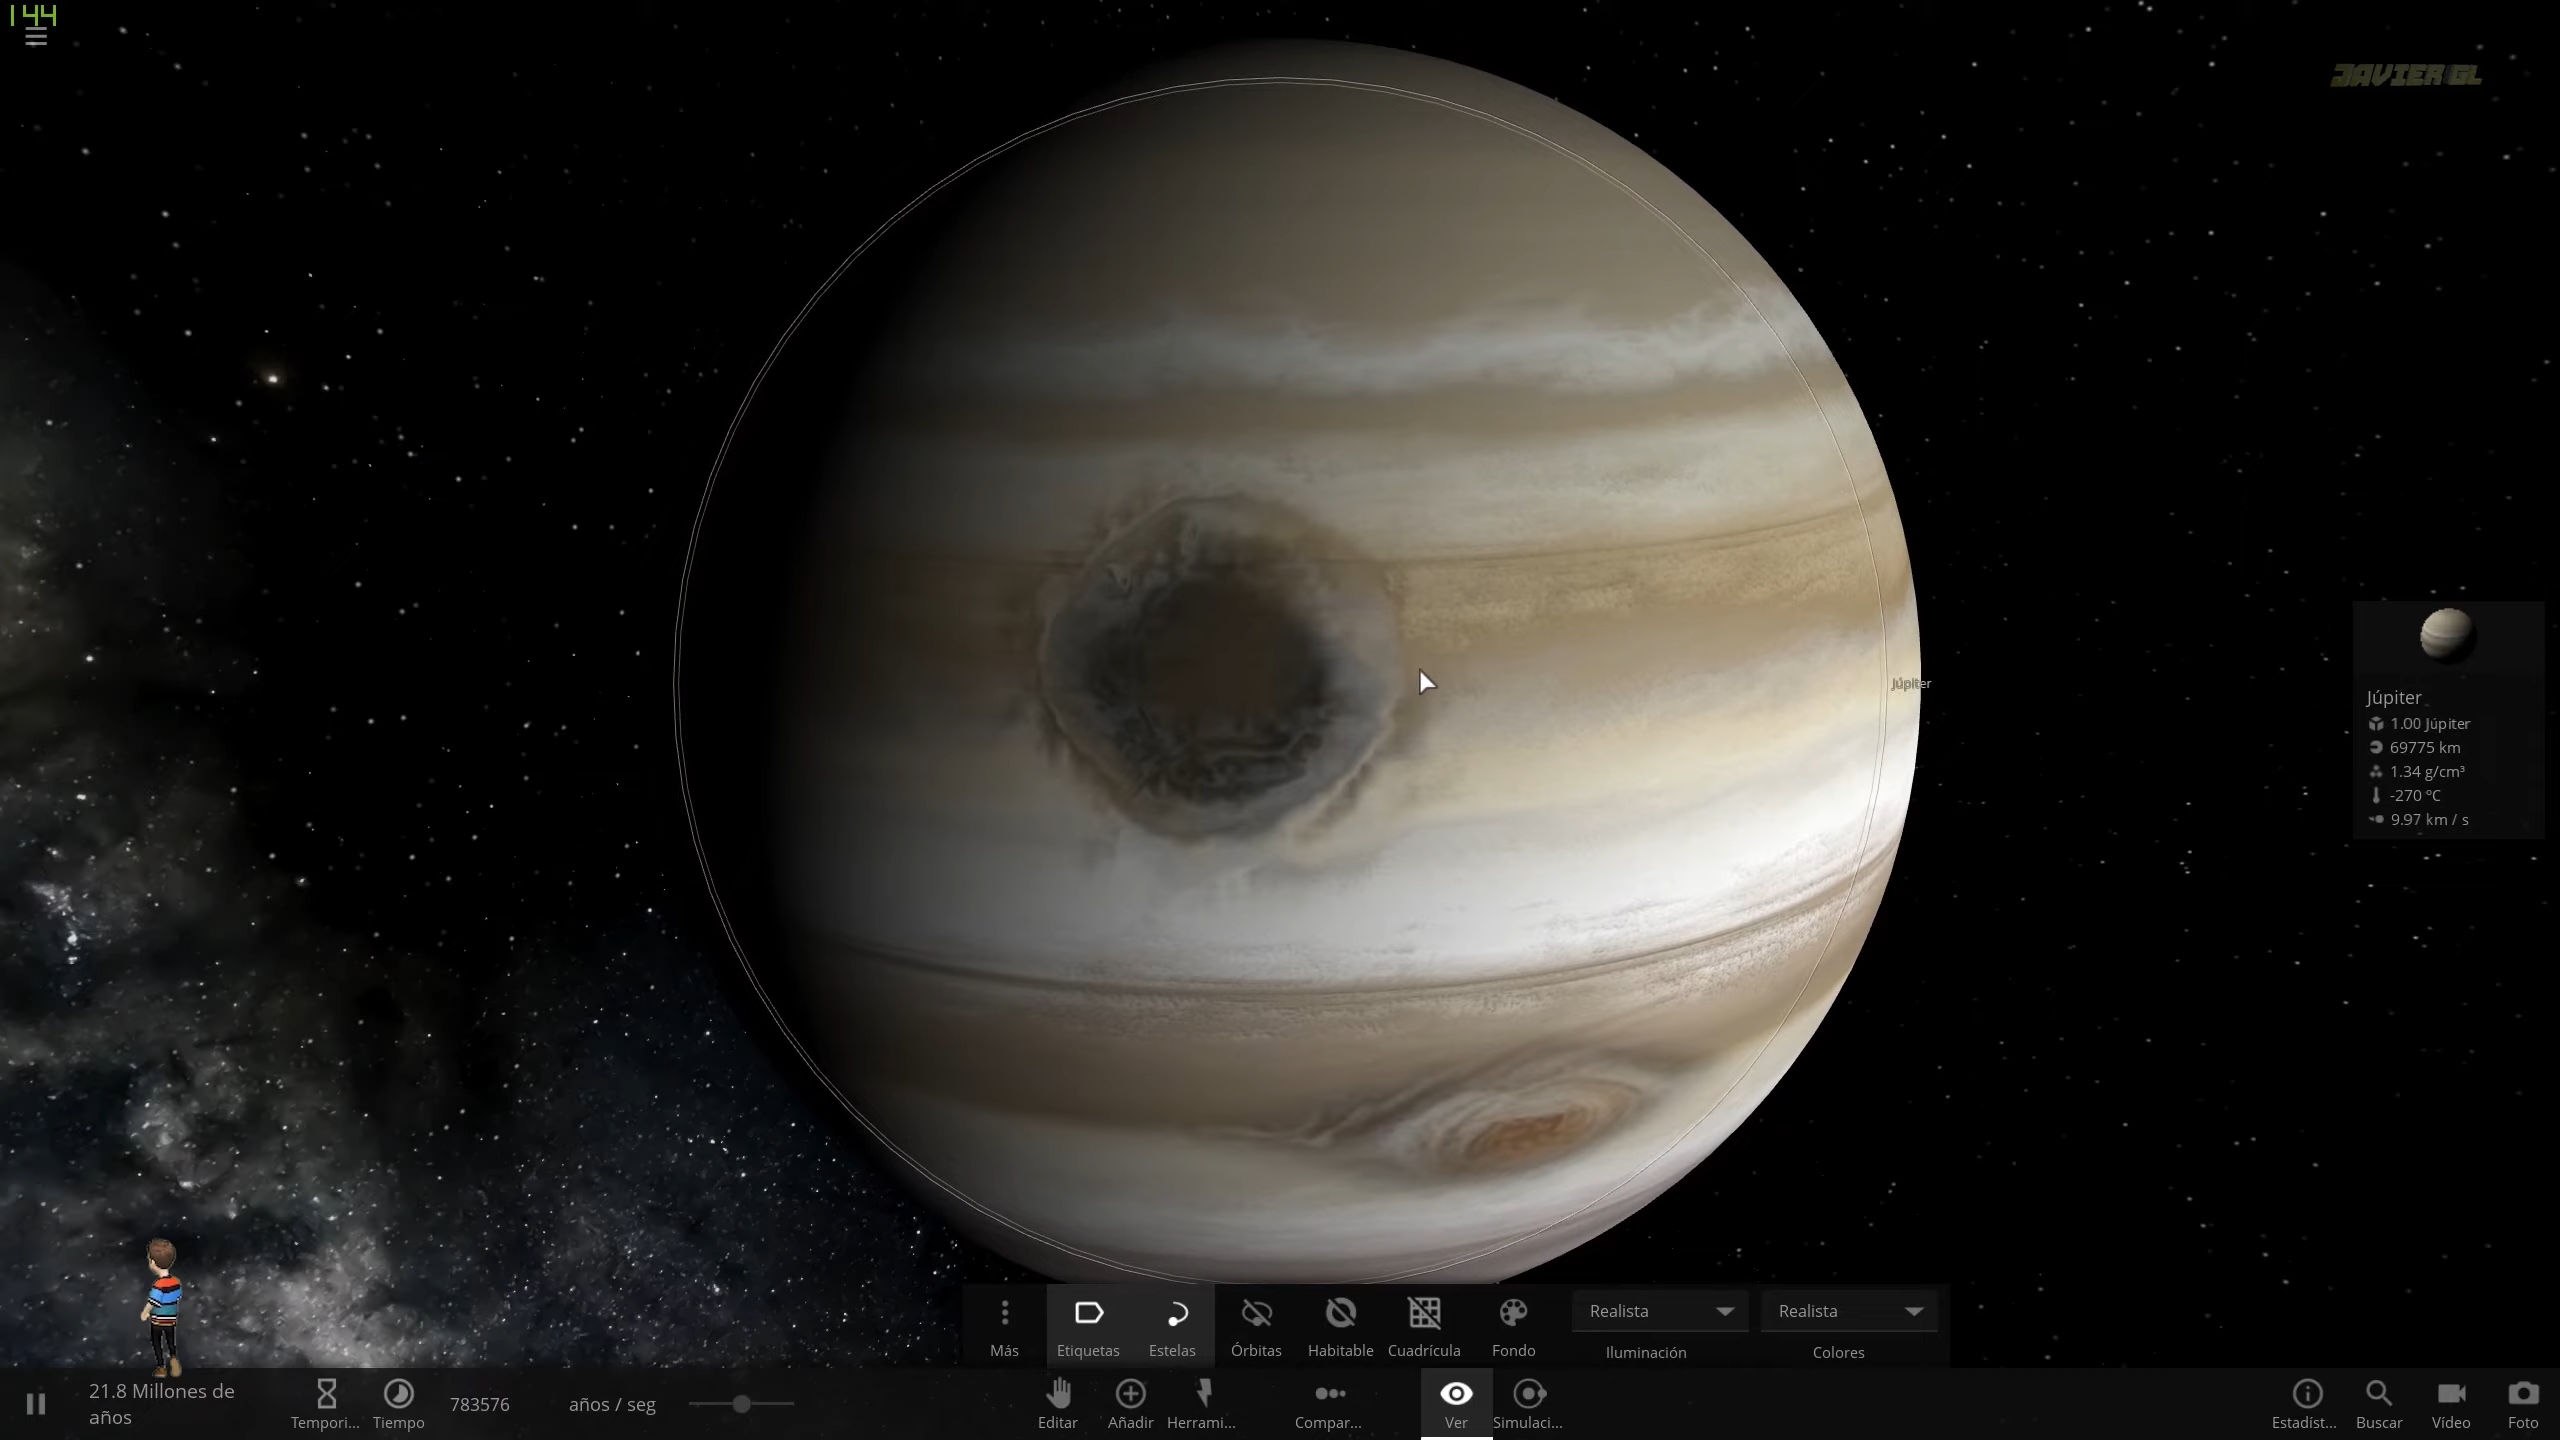 144
JAVIER GL
Júpiter
Júpiter
1.00 Júpiter
69775 km
1.34 g/cm³
-270 ºC
9.97 km / s
Más
Etiquetas
Estelas
Órbitas
Habitable
Cuadrícula
Fondo
Realista
Iluminación
Realista
Colores
21.8 Millones de
años
Tempori...
Tiempo
783576
años / seg
Editar
Añadir
Herrami...
Compar...
Ver
Simulaci...
Estadíst...
Buscar
Vídeo
Foto